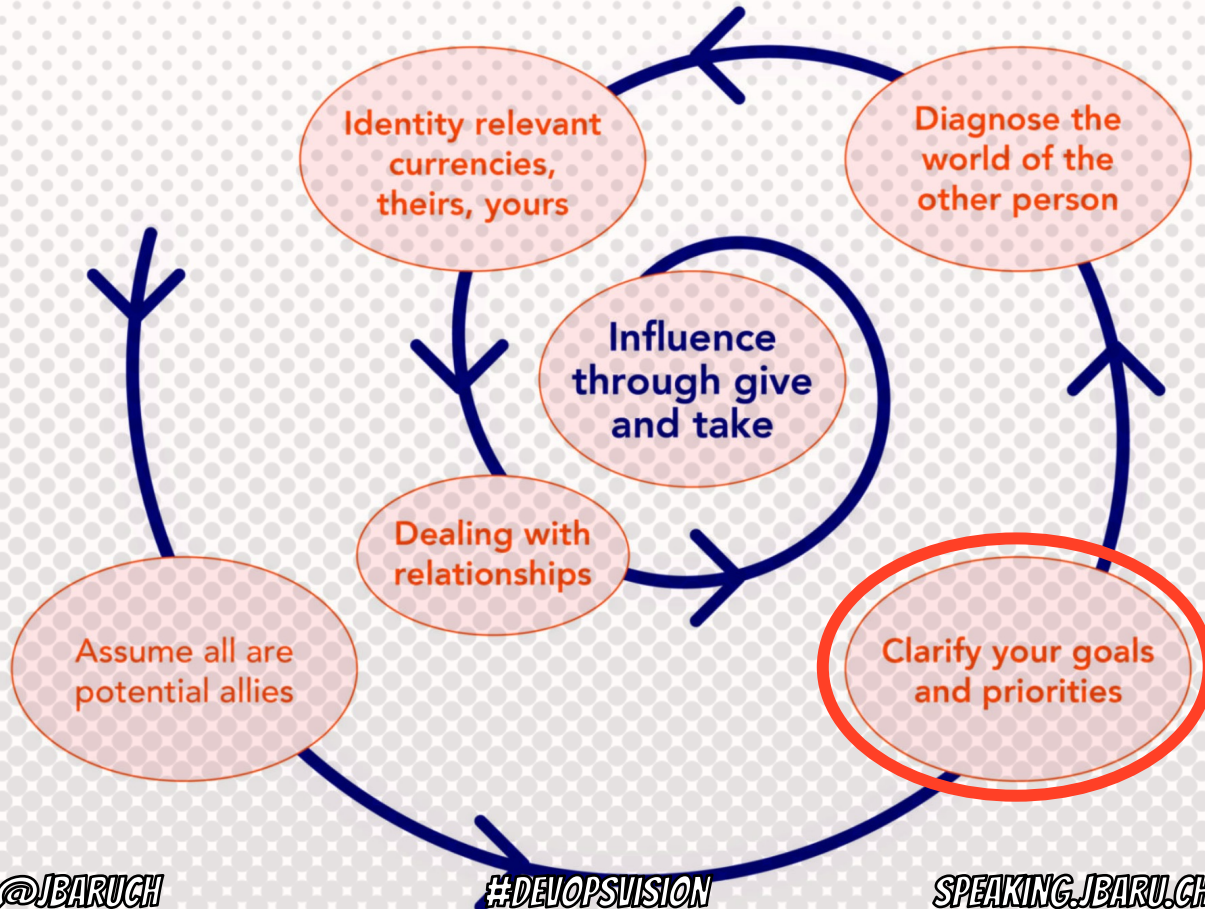 Identity relevant
currencies,
theirs, yours
Diagnose the
world of the
other person
Influence
through give
and take
Dealing with
relationships
Assume all are
potential allies
Clarify your goals
and priorities
@JBARUCH
#DEVOPSVISION
SPEAKING.JBARU.CH